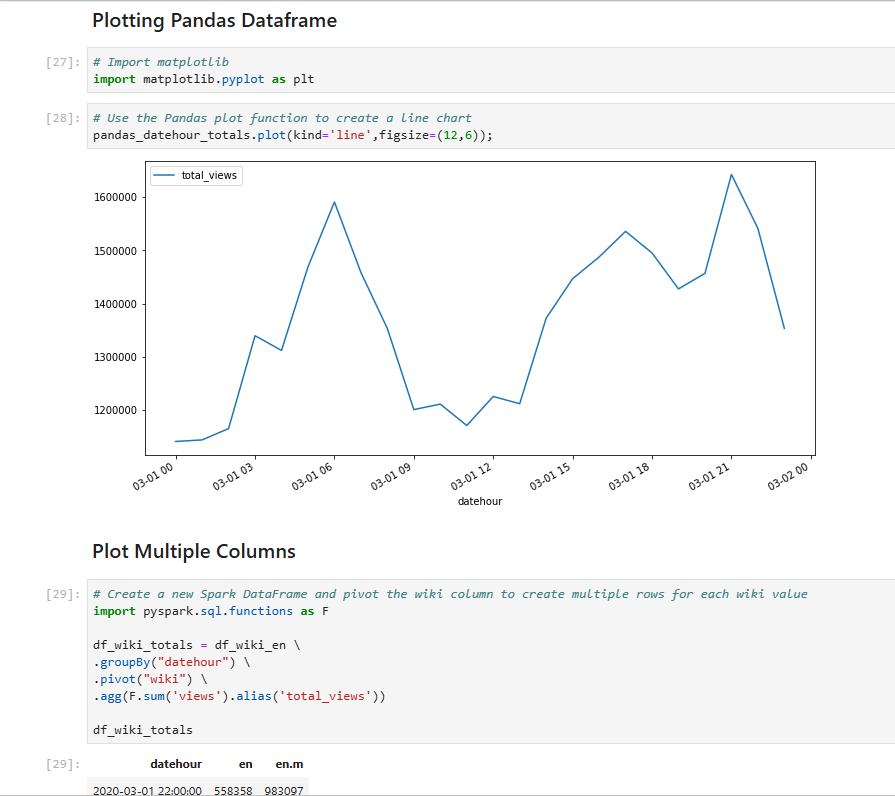 Plotting Pandas Dataframe
[27]: # Import matplotlib
import matplotlib.pyplot as plt
[28]: # Use the Pandas plot function to create a line chart
pandas_datehour_totals.plot(kind='line',figsize=(12,6));
total_views
1600000
1500000
1400000
1300000
1200000
03-01 00 03-01 03 03-01 06 03-01 09 03-01 12 03-01 15 03-01 18 03-01 21 03-02 00
datehour
Plot Multiple Columns
[29]: # Create a new Spark DataFrame and pivot the wiki column to create multiple rows for each wiki value
import pyspark.sql.functions as F
df_wiki_totals = df_wiki_en \
.groupBy("datehour") \
.pivot("wiki") \
.agg(F.sum('views').alias('total_views'))
df_wiki_totals
[29]: datehour en en.m
2020-03-01 22:00:00 558358 983097